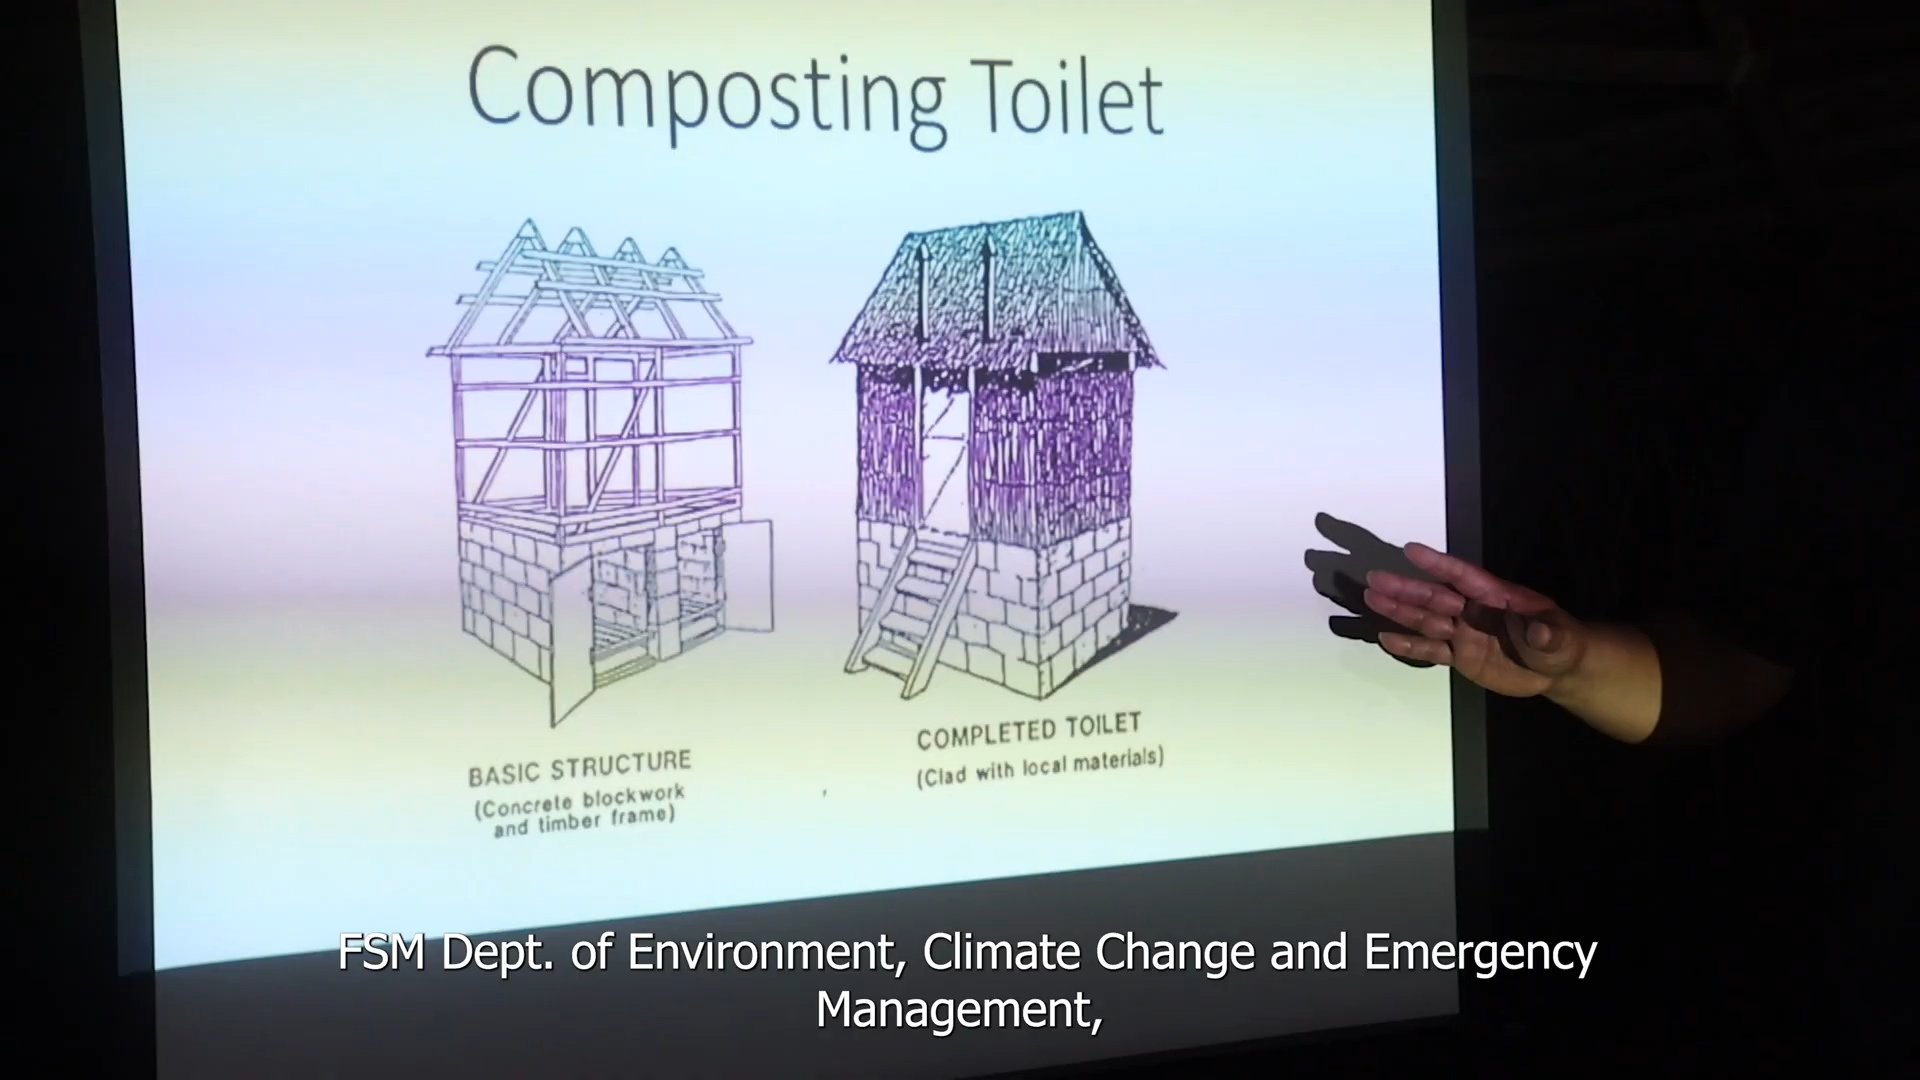 Composting Toilet
BASIC STRUCTURE
(Concrete blockwork
and timber frame)
COMPLETED TOILET
(Clad with local materials)
FSM Dept. of Environment, Climate Change and Emergency
Management,